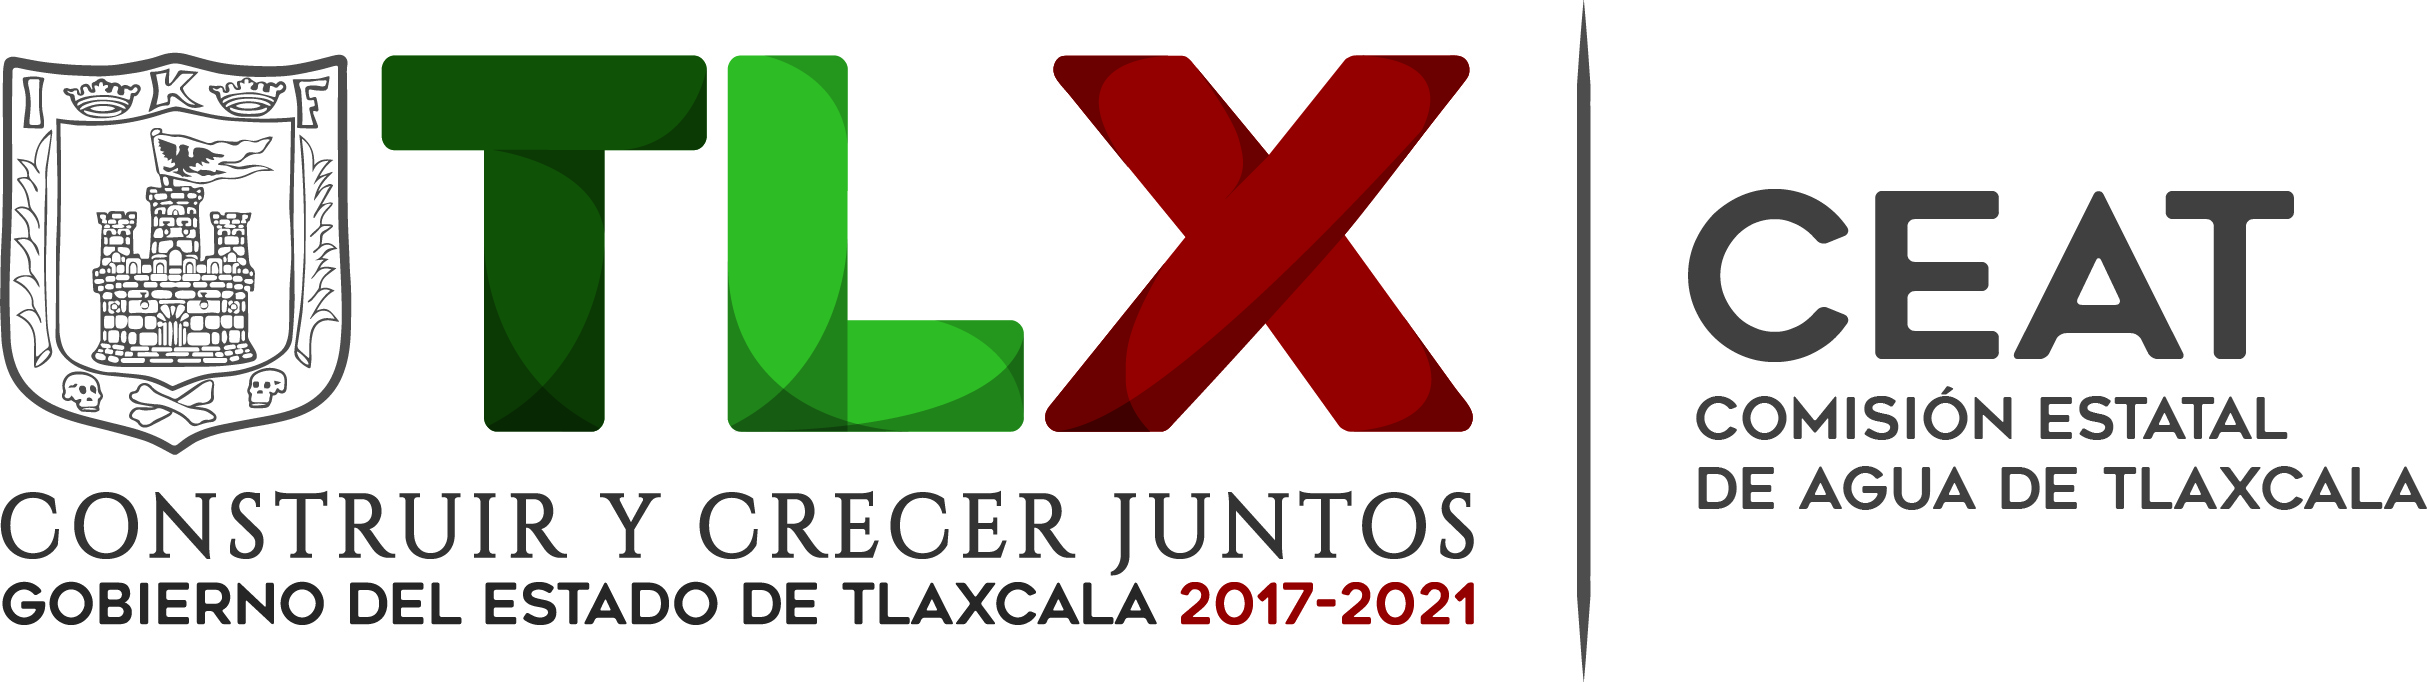 I K F
TLX
CONSTRUIR Y CRECER JUNTOS
GOBIERNO DEL ESTADO DE TLAXCALA 2017-2021
CEAT
COMISIÓN ESTATAL
DE AGUA DE TLAXCALA